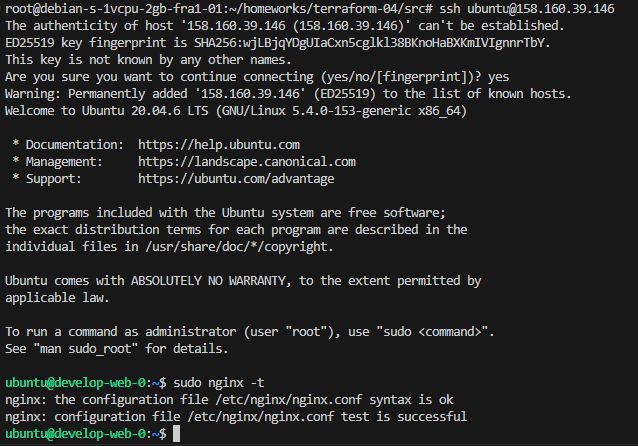 root@debian-s-1vcpu-2gb-fra1-01:~/homeworks/terraform-04/src# ssh ubuntu@158.160.39.146
The authenticity of host '158.160.39.146 (158.160.39.146)' can't be established.
ED25519 key fingerprint is SHA256:wjLBjqYDgUIaCxn5cglkl38BKnoHaBXKmIVIgnnrTbY.
This key is not known by any other names.
Are you sure you want to continue connecting (yes/no/[fingerprint])? yes
Warning: Permanently added '158.160.39.146' (ED25519) to the list of known hosts.
Welcome to Ubuntu 20.04.6 LTS (GNU/Linux 5.4.0-153-generic x86_64)
* Documentation: https://help.ubuntu.com
* Management: https://landscape.canonical.com
* Support: https://ubuntu.com/advantage
The programs included with the Ubuntu system are free software;
the exact distribution terms for each program are described in the
individual files in /usr/share/doc/*/copyright.
Ubuntu comes with ABSOLUTELY NO WARRANTY, to the extent permitted by
applicable law.
To run a command as administrator (user "root"), use "sudo <command>".
See "man sudo_root" for details.
ubuntu@develop-web-0:~$ sudo nginx -t
nginx: the configuration file /etc/nginx/nginx.conf syntax is ok
nginx: configuration file /etc/nginx/nginx.conf test is successful
ubuntu@develop-web-0:~$